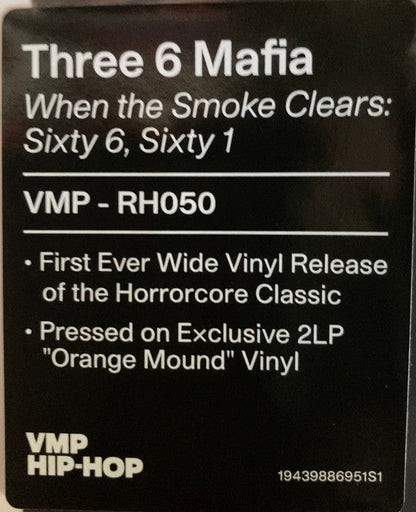 Three 6 Mafia
When the Smoke Clears:
Sixty 6, Sixty 1
VMP - RH050
• First Ever Wide Vinyl Release
of the Horrorcore Classic
• Pressed on Exclusive 2LP
"Orange Mound" Vinyl
VMP
HIP-HOP
19439886951S1